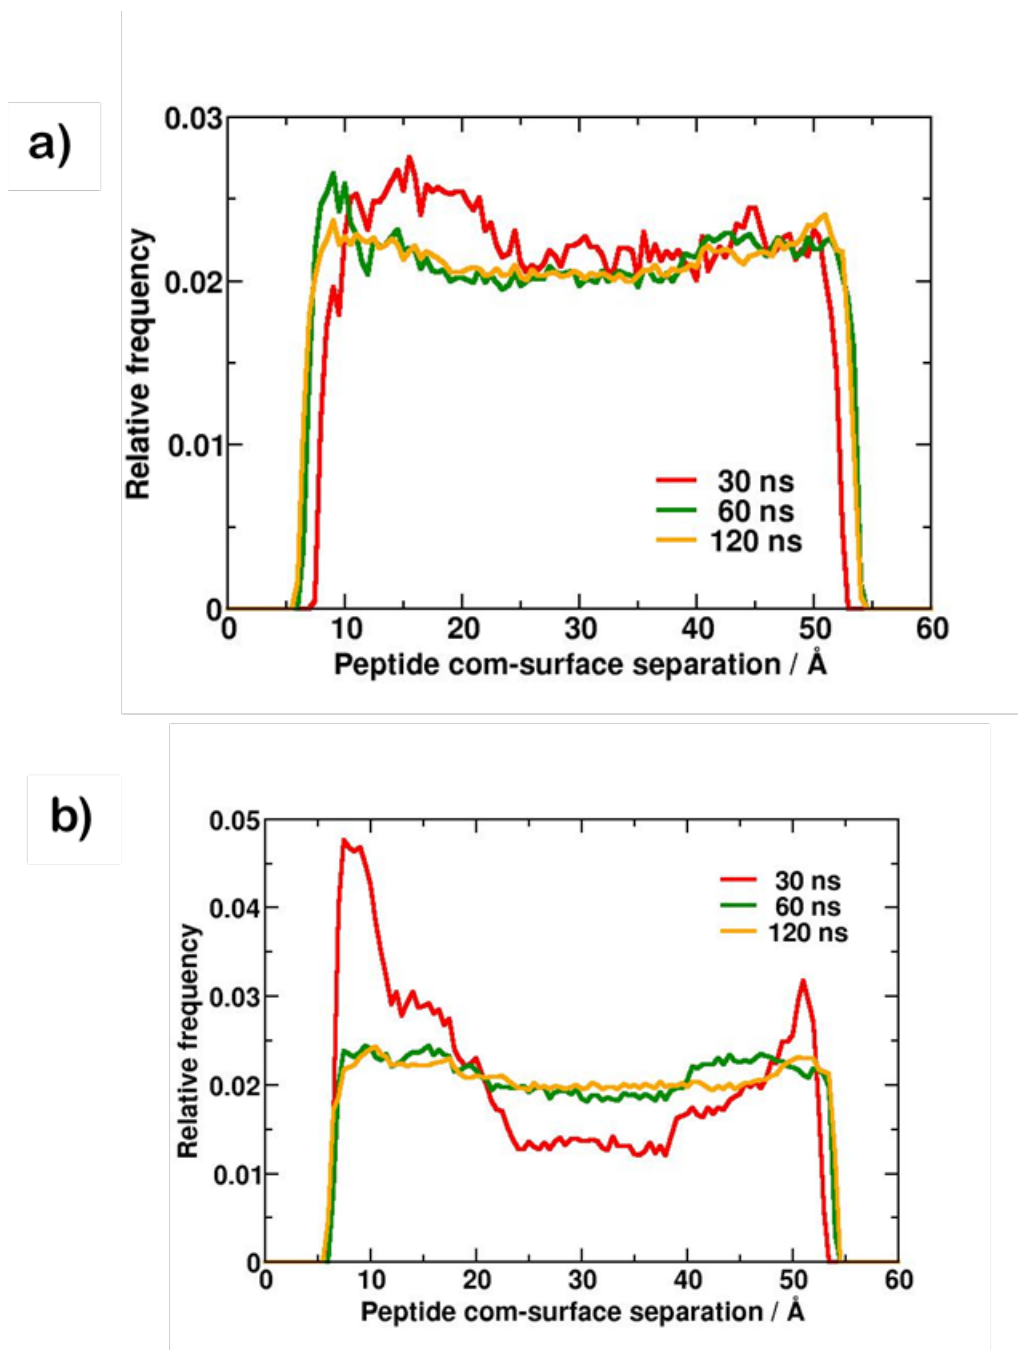 a)
0.03
0.02
0.01
0
Relative frequency
30 ns
60 ns
120 ns
0 10 20 30 40 50 60
Peptide com-surface separation / Å
b)
0.05
0.04
0.03
0.02
0.01
0
Relative frequency
30 ns
60 ns
120 ns
0 10 20 30 40 50 60
Peptide com-surface separation / Å